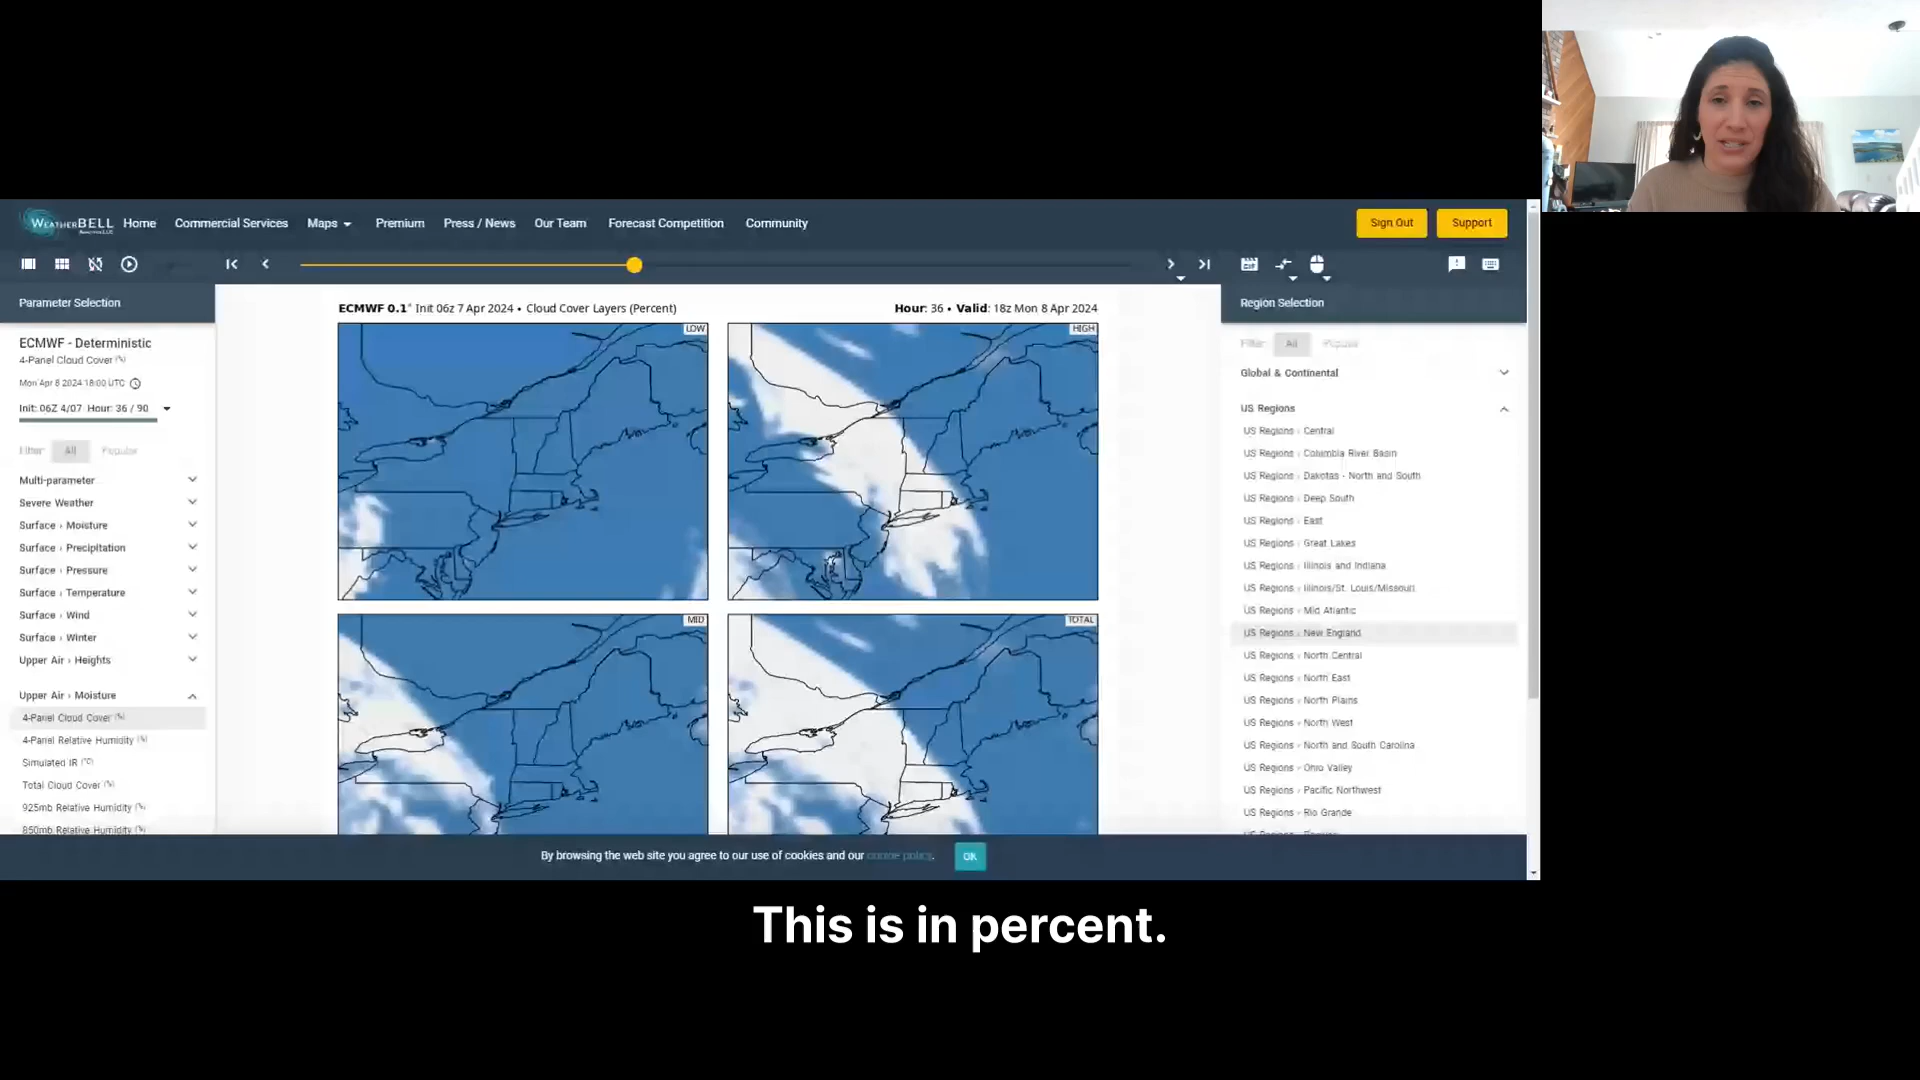 WEATHERBELL
Home
Commercial Services
Maps
Premium
Press / News
Our Team
Forecast Competition
Community
Sign Out
Support
Parameter Selection
ECMWF - Deterministic
4-Panel Cloud Cover (%)
Mon Apr 8 2024 18:00 UTC
Init: 06Z 4/07 Hour: 36 / 90
Filter: All Popular
Multi-parameter
Severe Weather
Surface › Moisture
Surface › Precipitation
Surface › Pressure
Surface › Temperature
Surface › Wind
Surface › Winter
Upper Air › Heights
Upper Air › Moisture
4-Panel Cloud Cover (%)
4-Panel Relative Humidity (%)
Simulated IR (°C)
Total Cloud Cover (%)
925mb Relative Humidity (%)
850mb Relative Humidity (%)
ECMWF 0.1° Init 06z 7 Apr 2024 • Cloud Cover Layers (Percent)
Hour: 36 • Valid: 18z Mon 8 Apr 2024
LOW
HIGH
MID
TOTAL
Region Selection
Filter: All Popular
Global & Continental
US Regions
US Regions › Central
US Regions › Columbia River Basin
US Regions › Dakotas - North and South
US Regions › Deep South
US Regions › East
US Regions › Great Lakes
US Regions › Illinois and Indiana
US Regions › Illinois/St. Louis/Missouri
US Regions › Mid Atlantic
US Regions › New England
US Regions › North Central
US Regions › North East
US Regions › North Plains
US Regions › North West
US Regions › North and South Carolina
US Regions › Ohio Valley
US Regions › Pacific Northwest
US Regions › Rio Grande
By browsing the web site you agree to our use of cookies and our cookie policy.
OK
This is in percent.